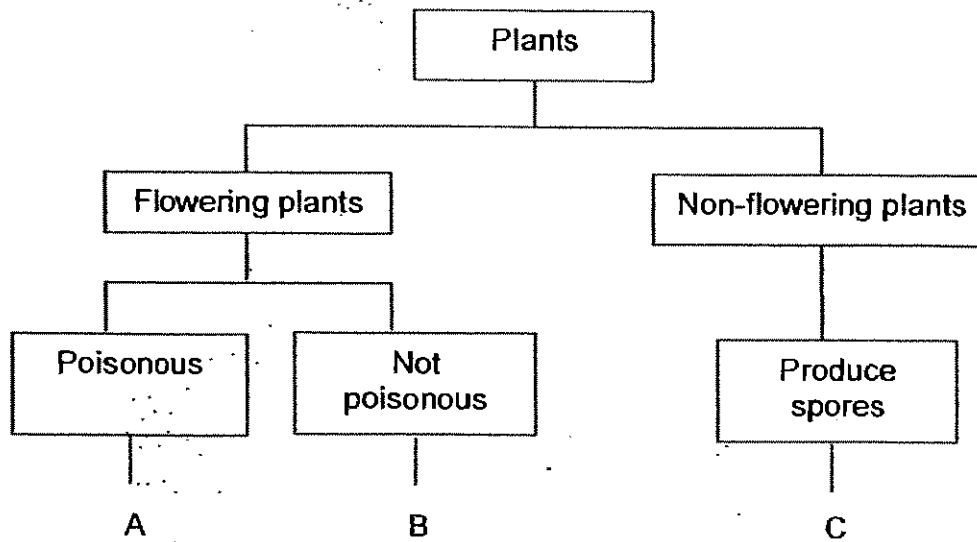 Plants
Flowering plants
Non-flowering plants
Poisonous
Not
poisonous
Produce
spores
A
B
C